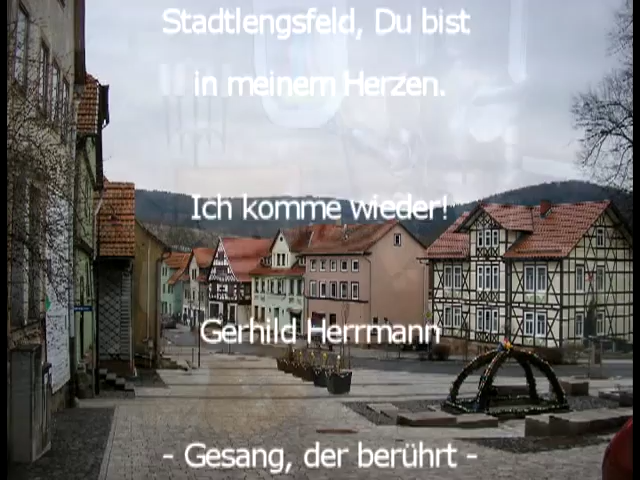 Stadtlengsfeld, Du bist
in meinem Herzen.
Ich komme wieder!
Gerhild Herrmann
- Gesang, der berührt -